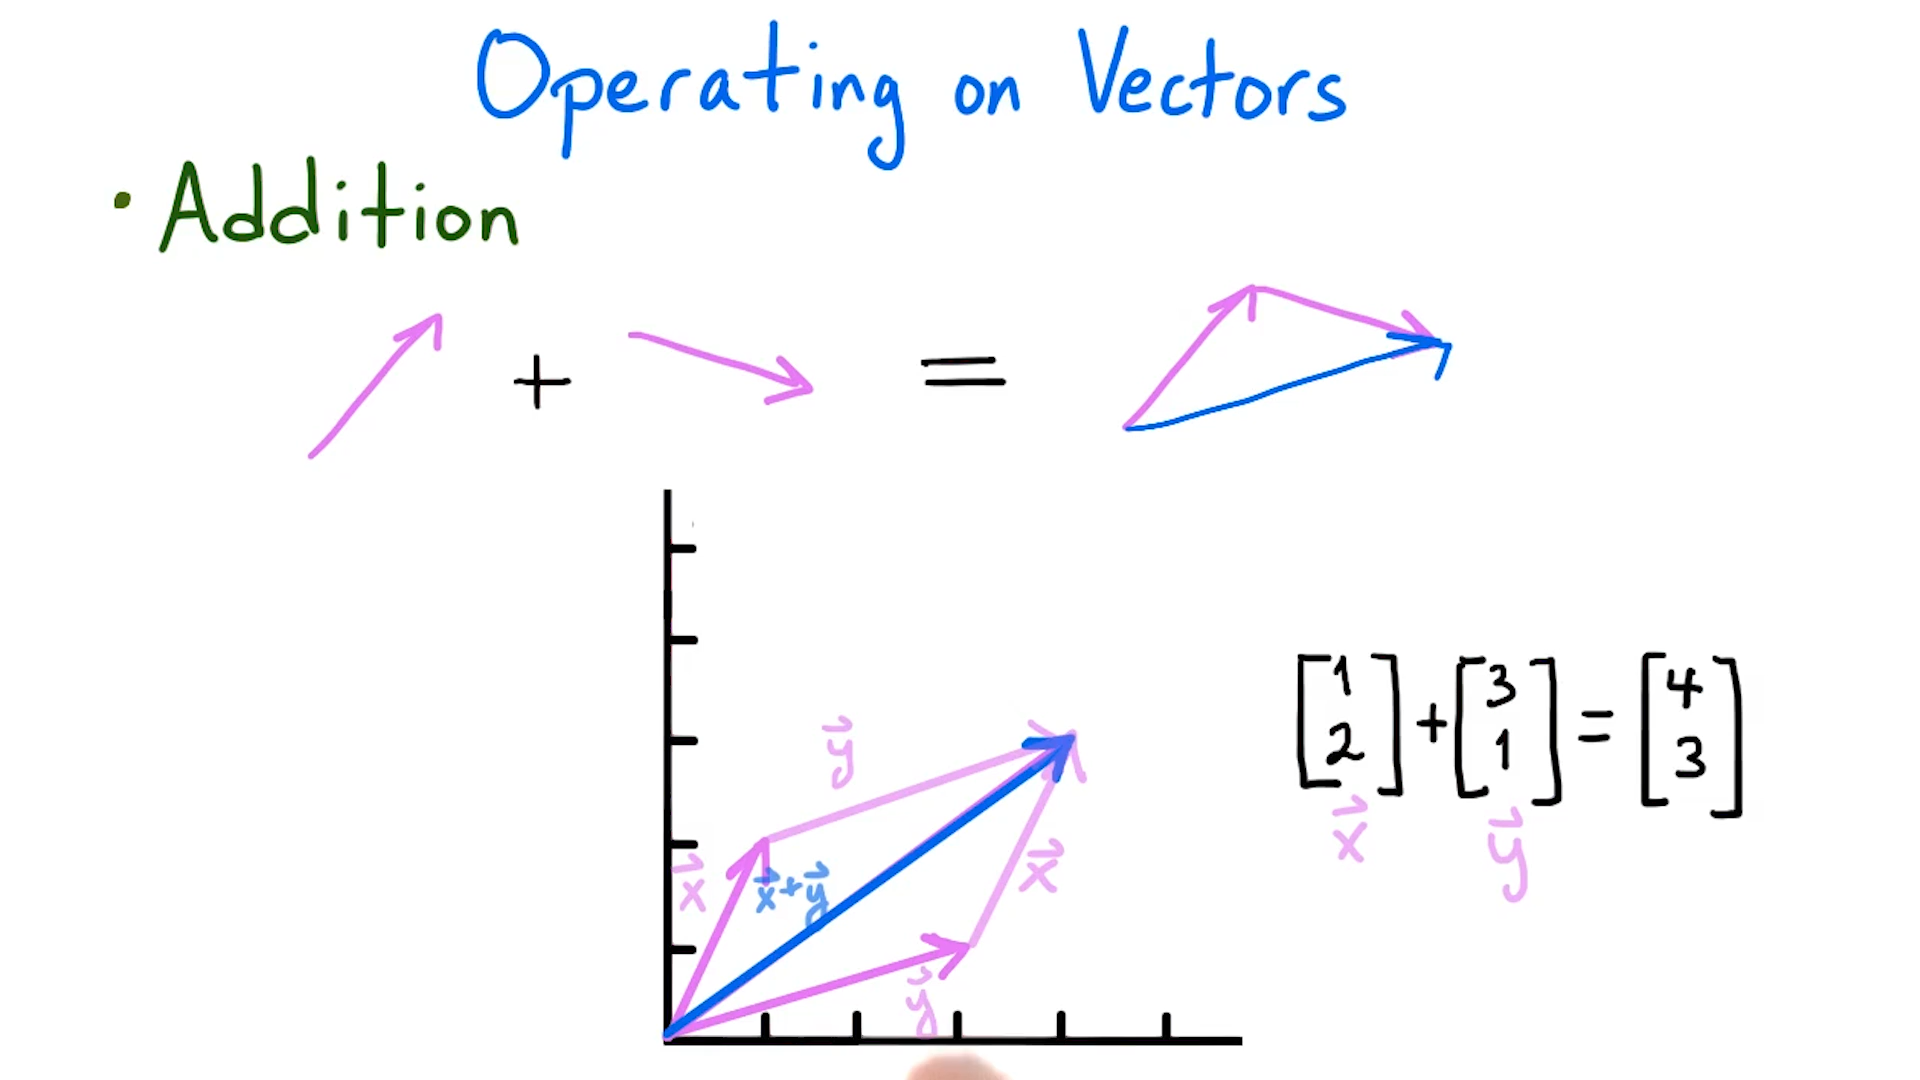 Operating on Vectors
• Addition
+ =
y⃗
[1 2] + [3 1] = [4 3]
x⃗ y⃗
x⃗ x⃗+y⃗ x⃗
y⃗